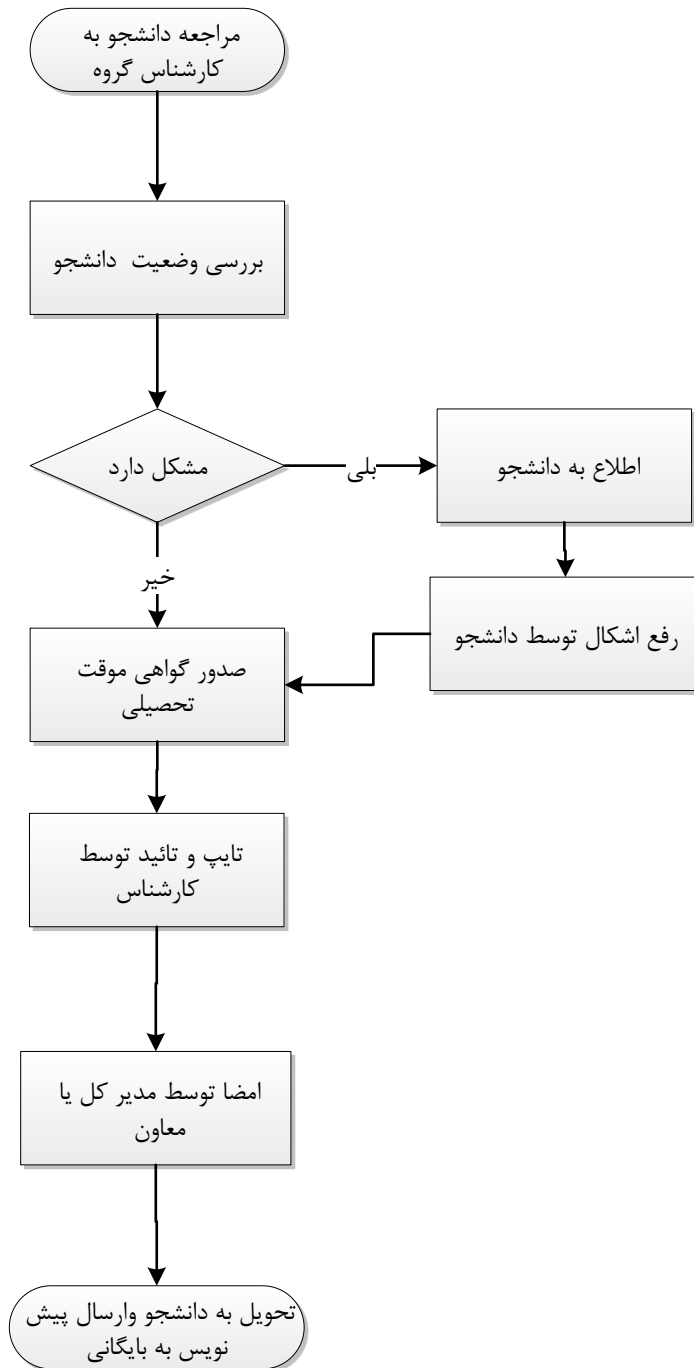 مراجعه دانشجو به
کارشناس گروه
بررسی وضعیت دانشجو
مشکل دارد
بلی
اطلاع به دانشجو
خیر
رفع اشکال توسط دانشجو
صدور گواهی موقت
تحصیلی
تایپ و تائید توسط
کارشناس
امضا توسط مدیر کل یا
معاون
تحویل به دانشجو وارسال پیش
نویس به بایگانی